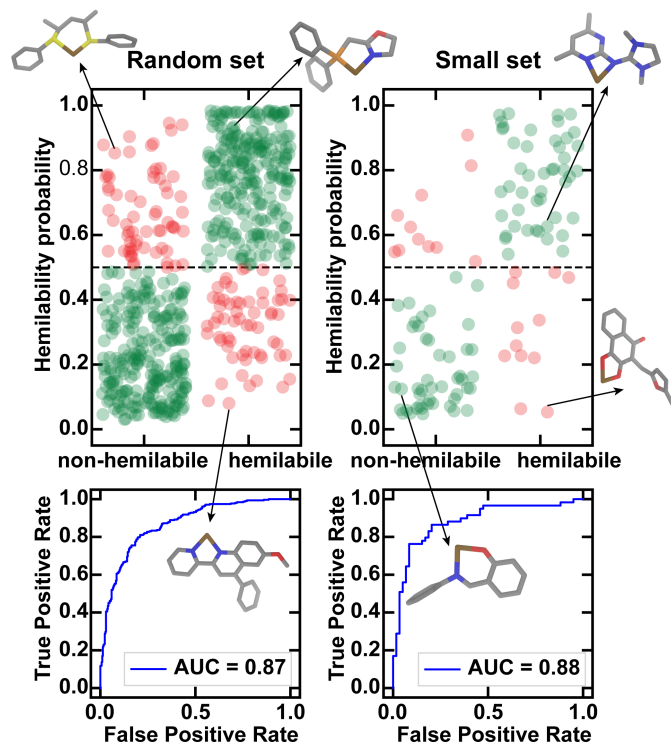 Random set
Small set
Hemilability probability
1.0
0.8
0.6
0.4
0.2
0.0
non-hemilabile
hemilabile
Hemilability probability
1.0
0.8
0.6
0.4
0.2
0.0
non-hemilabile
hemilabile
True Positive Rate
1.0
0.8
0.6
0.4
0.2
0.0
AUC = 0.87
0.0
0.5
1.0
False Positive Rate
True Positive Rate
1.0
0.8
0.6
0.4
0.2
0.0
AUC = 0.88
0.0
0.5
1.0
False Positive Rate